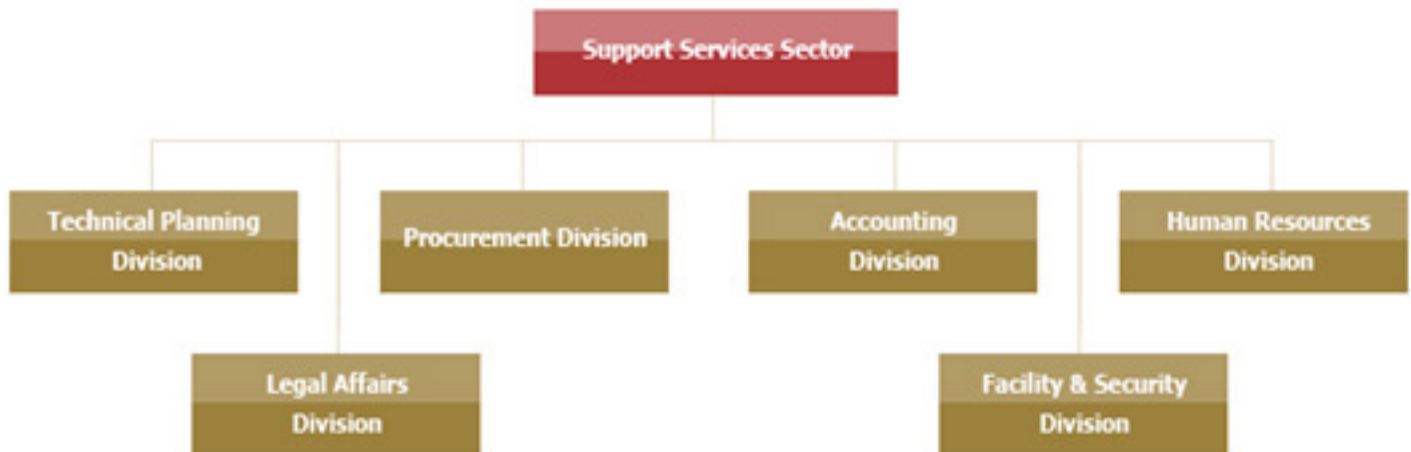 Support Services Sector
Technical Planning
Division
Procurement Division
Accounting
Division
Human Resources
Division
Legal Affairs
Division
Facility & Security
Division